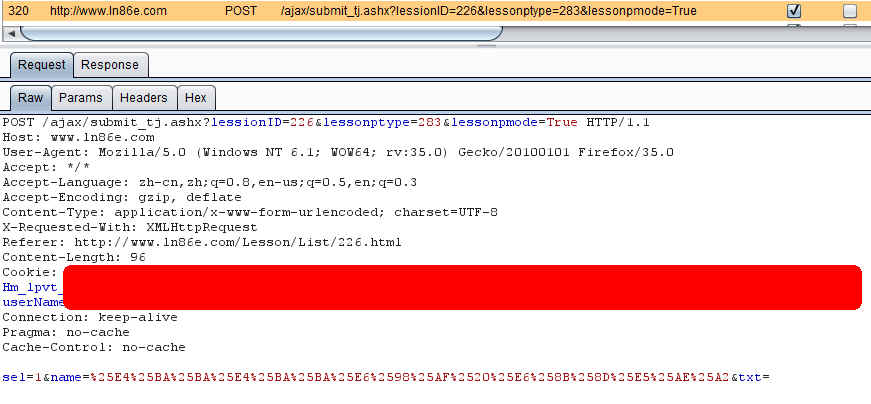 320 http://www.ln86e.com POST /ajax/submit_tj.ashx?lessionID=226&lessonptype=283&lessonpmode=True
Request Response
Raw Params Headers Hex
POST /ajax/submit_tj.ashx?lessionID=226&lessonptype=283&lessonpmode=True HTTP/1.1
Host: www.ln86e.com
User-Agent: Mozilla/5.0 (Windows NT 6.1; WOW64; rv:35.0) Gecko/20100101 Firefox/35.0
Accept: */*
Accept-Language: zh-cn,zh;q=0.8,en-us;q=0.5,en;q=0.3
Accept-Encoding: gzip, deflate
Content-Type: application/x-www-form-urlencoded; charset=UTF-8
X-Requested-With: XMLHttpRequest
Referer: http://www.ln86e.com/Lesson/List/226.html
Content-Length: 96
Cookie:
Hm_lpvt_
userName
Connection: keep-alive
Pragma: no-cache
Cache-Control: no-cache
sel=1&name=%25E4%25BA%25BA%25E4%25BA%25BA%25E6%2598%25AF%2520%25E6%258B%258D%25E5%25AE%25A2&txt=